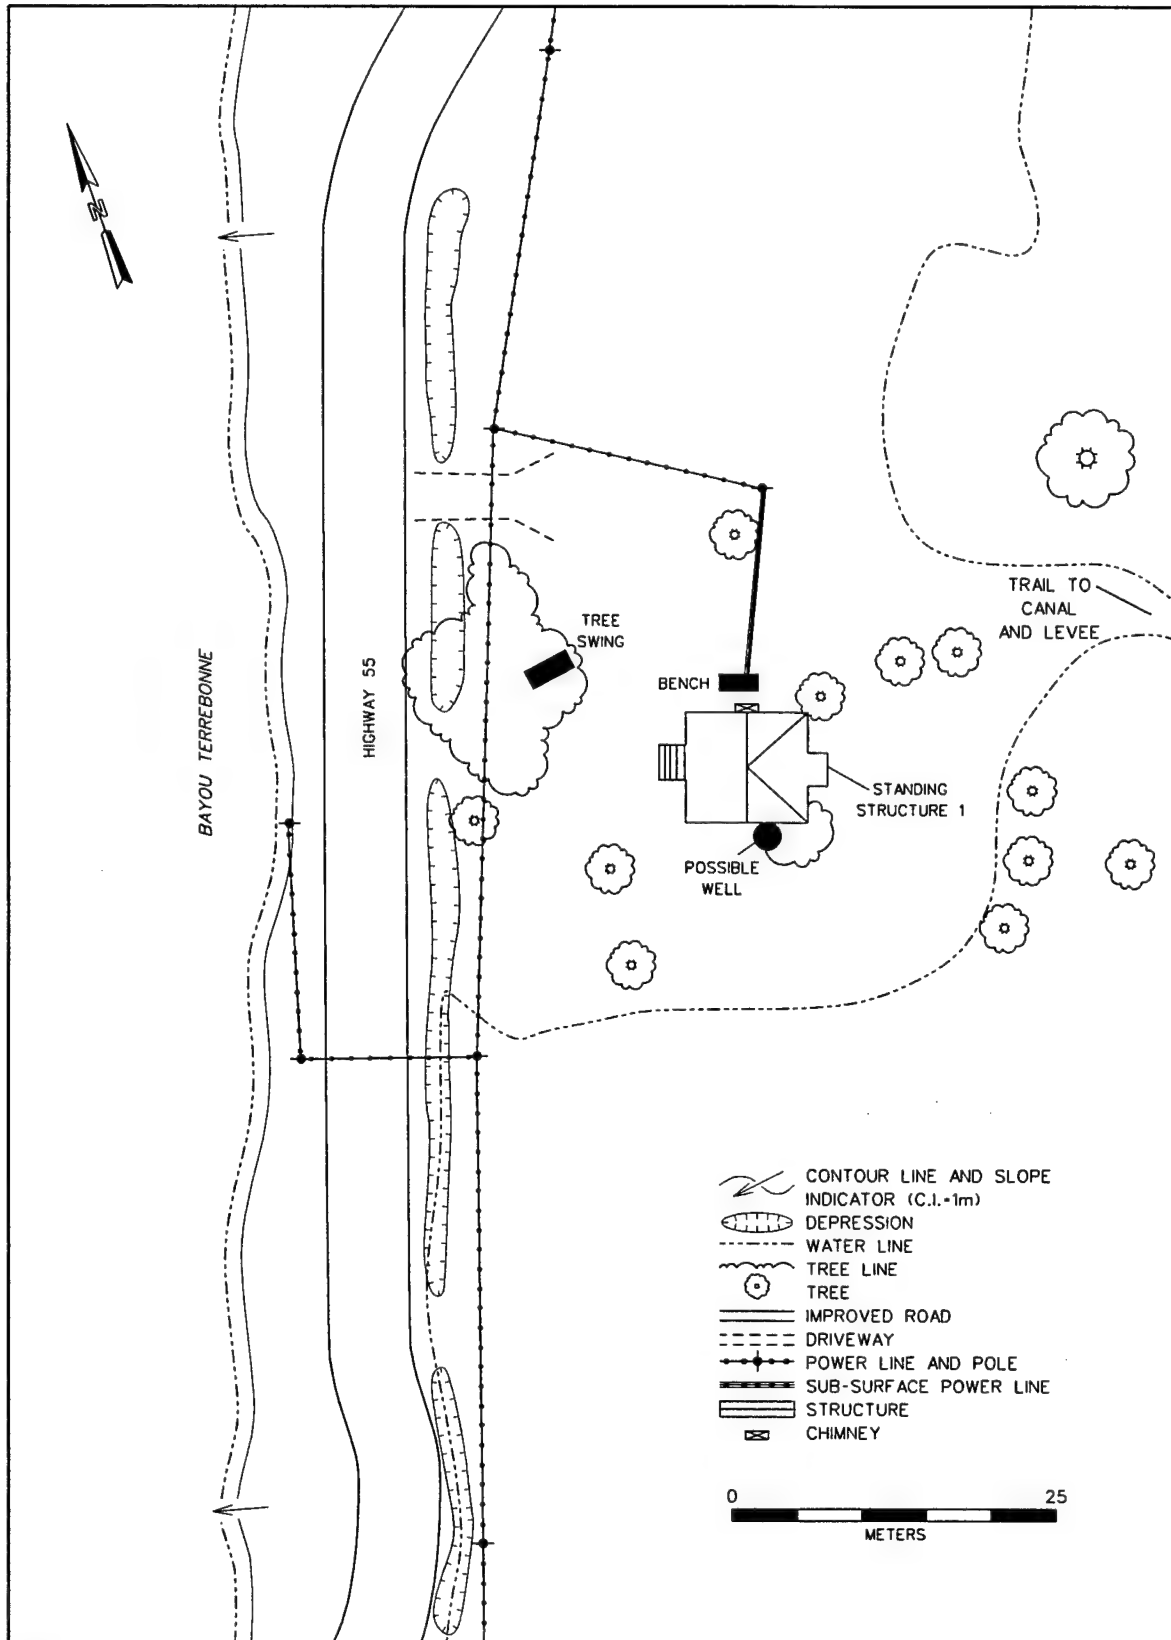 N
TREE
SWING
TRAIL TO
CANAL
AND LEVEE
BENCH
BAYOU TERREBONNE
HIGHWAY 55
STANDING
STRUCTURE 1
POSSIBLE
WELL
CONTOUR LINE AND SLOPE
INDICATOR (C.I.=1m)
DEPRESSION
WATER LINE
TREE LINE
TREE
IMPROVED ROAD
DRIVEWAY
POWER LINE AND POLE
SUB-SURFACE POWER LINE
STRUCTURE
CHIMNEY
0 25
METERS